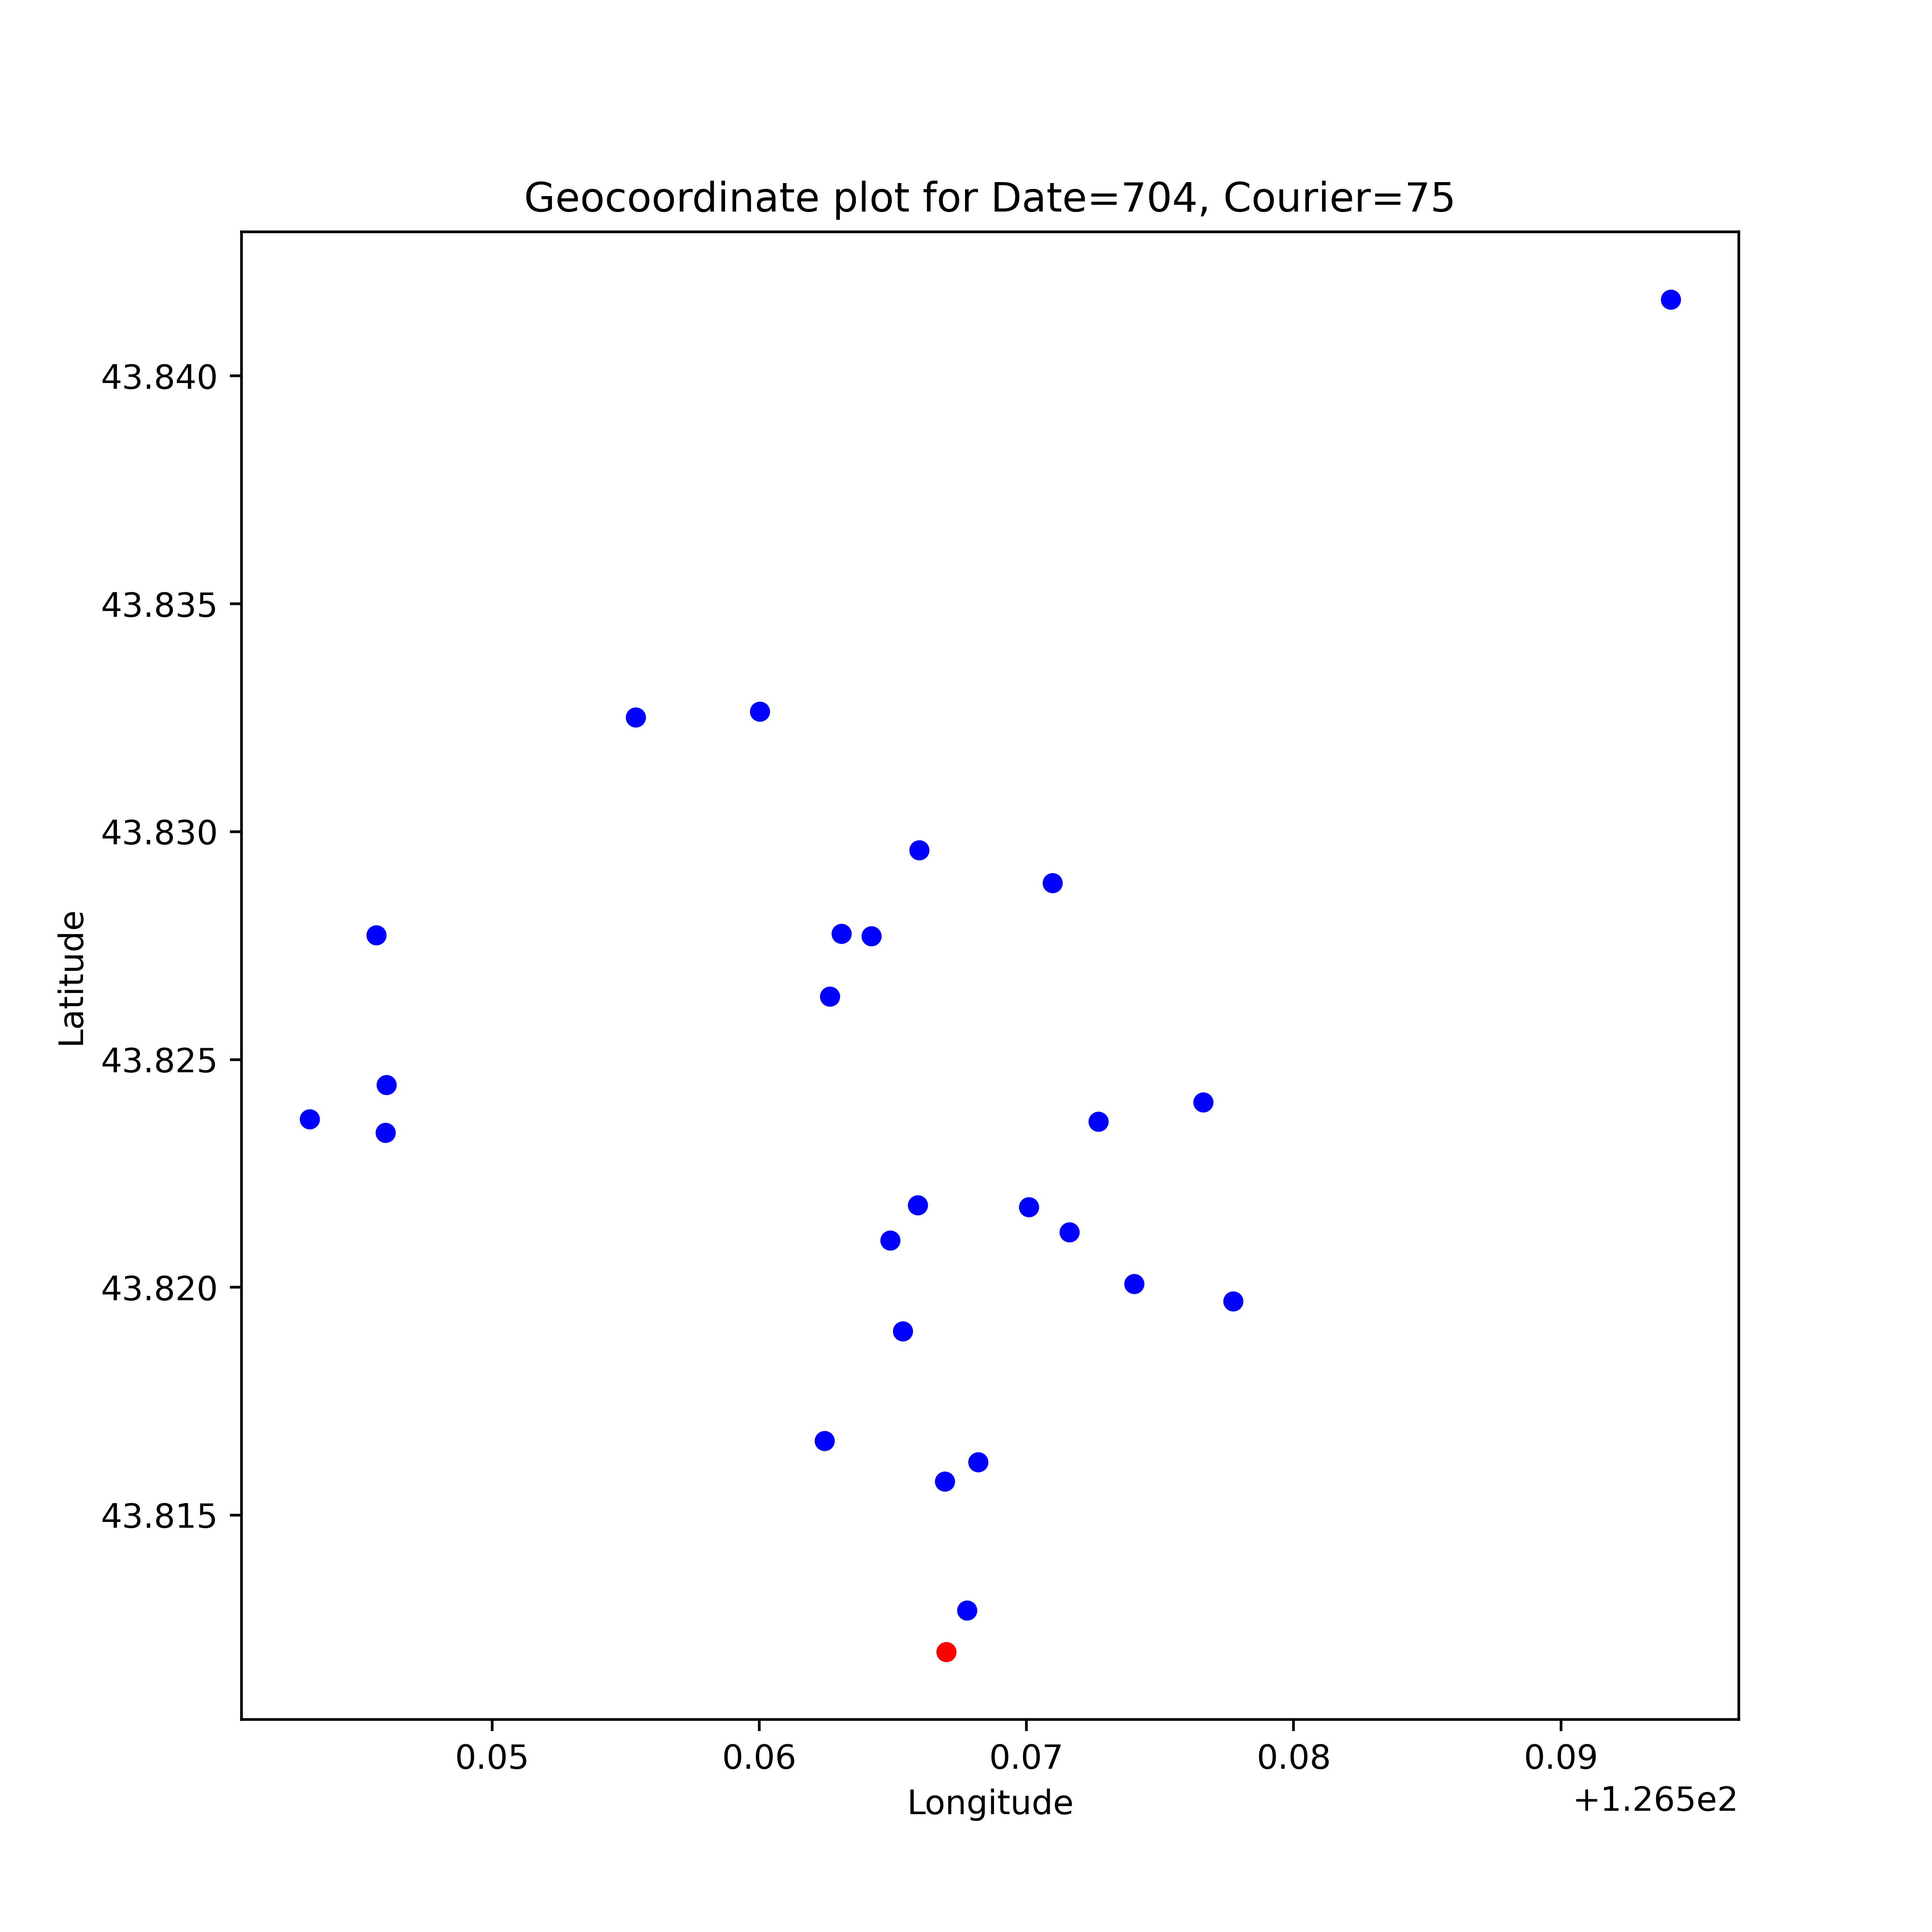 Geocoordinate plot for Date=704, Courier=75
43.840
43.835
43.830
43.825
43.820
43.815
Latitude
0.05 0.06 0.07 0.08 0.09
+1.265e2
Longitude